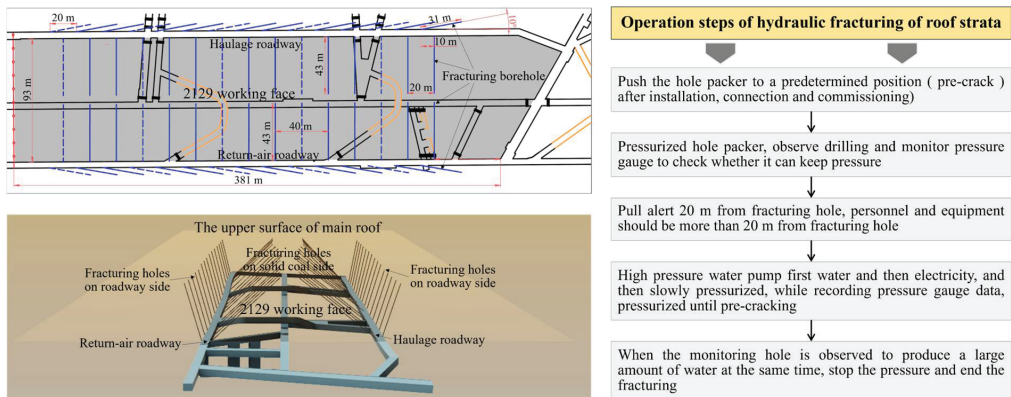 20 m
31 m
10°
Haulage roadway
10 m
43 m
Fracturing borehole
93 m
2129 working face
20 m
43 m
40 m
Return-air roadway
381 m
The upper surface of main roof
Fracturing holes
on roadway side
Fracturing holes
on solid coal side
Fracturing holes
on roadway side
2129 working face
Return-air roadway
Haulage roadway
Operation steps of hydraulic fracturing of roof strata
Push the hole packer to a predetermined position ( pre-crack )
after installation, connection and commissioning)
Pressurized hole packer, observe drilling and monitor pressure
gauge to check whether it can keep pressure
Pull alert 20 m from fracturing hole, personnel and equipment
should be more than 20 m from fracturing hole
High pressure water pump first water and then electricity, and
then slowly pressurized, while recording pressure gauge data,
pressurized until pre-cracking
When the monitoring hole is observed to produce a large
amount of water at the same time, stop the pressure and end the
fracturing